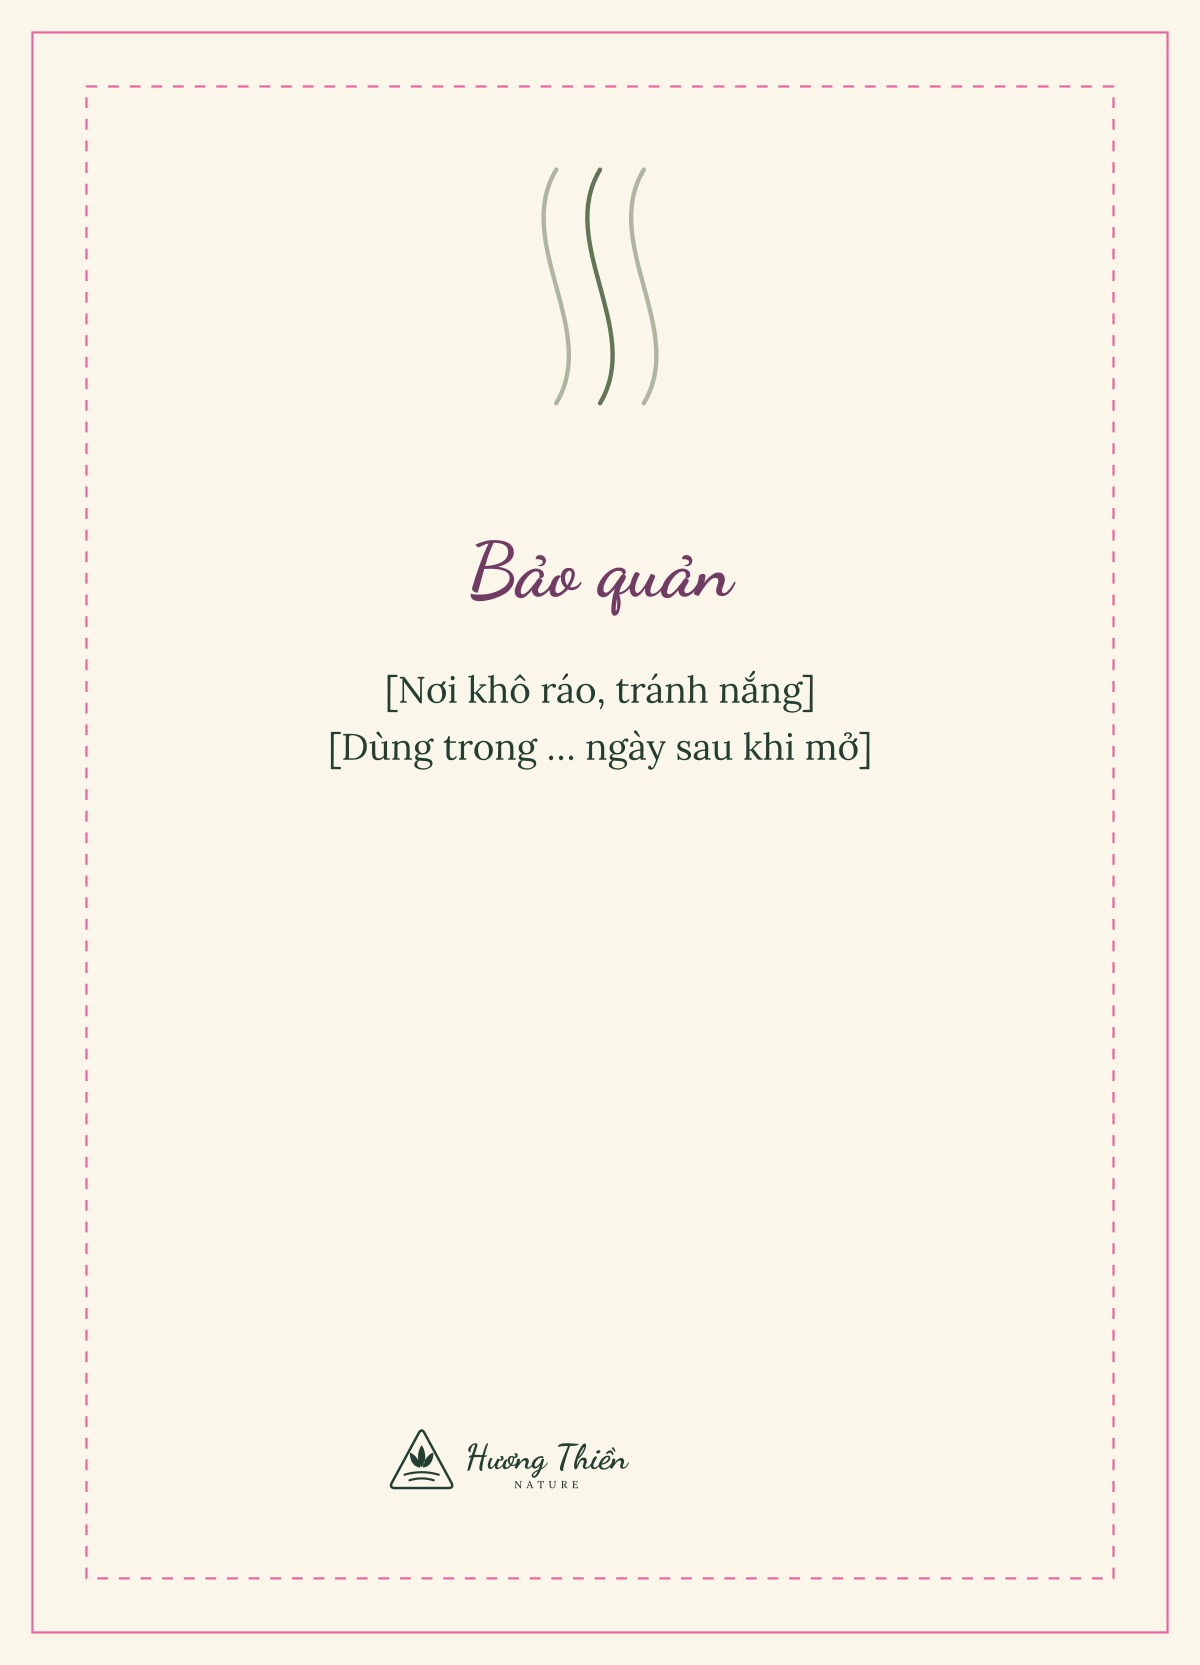 Bảo quản
[Nơi khô ráo, tránh nắng]
[Dùng trong … ngày sau khi mở]
Hương Thiền
NATURE